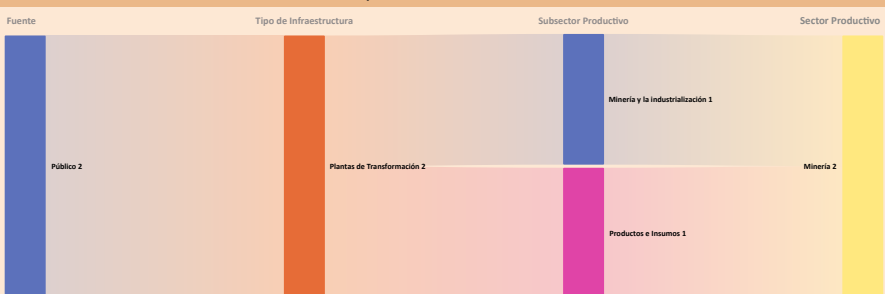 Fuente
Tipo de Infraestructura
Subsector Productivo
Sector Productivo
Minería y la industrialización 1
Público 2
Plantas de Transformación 2
Minería 2
Productos e Insumos 1